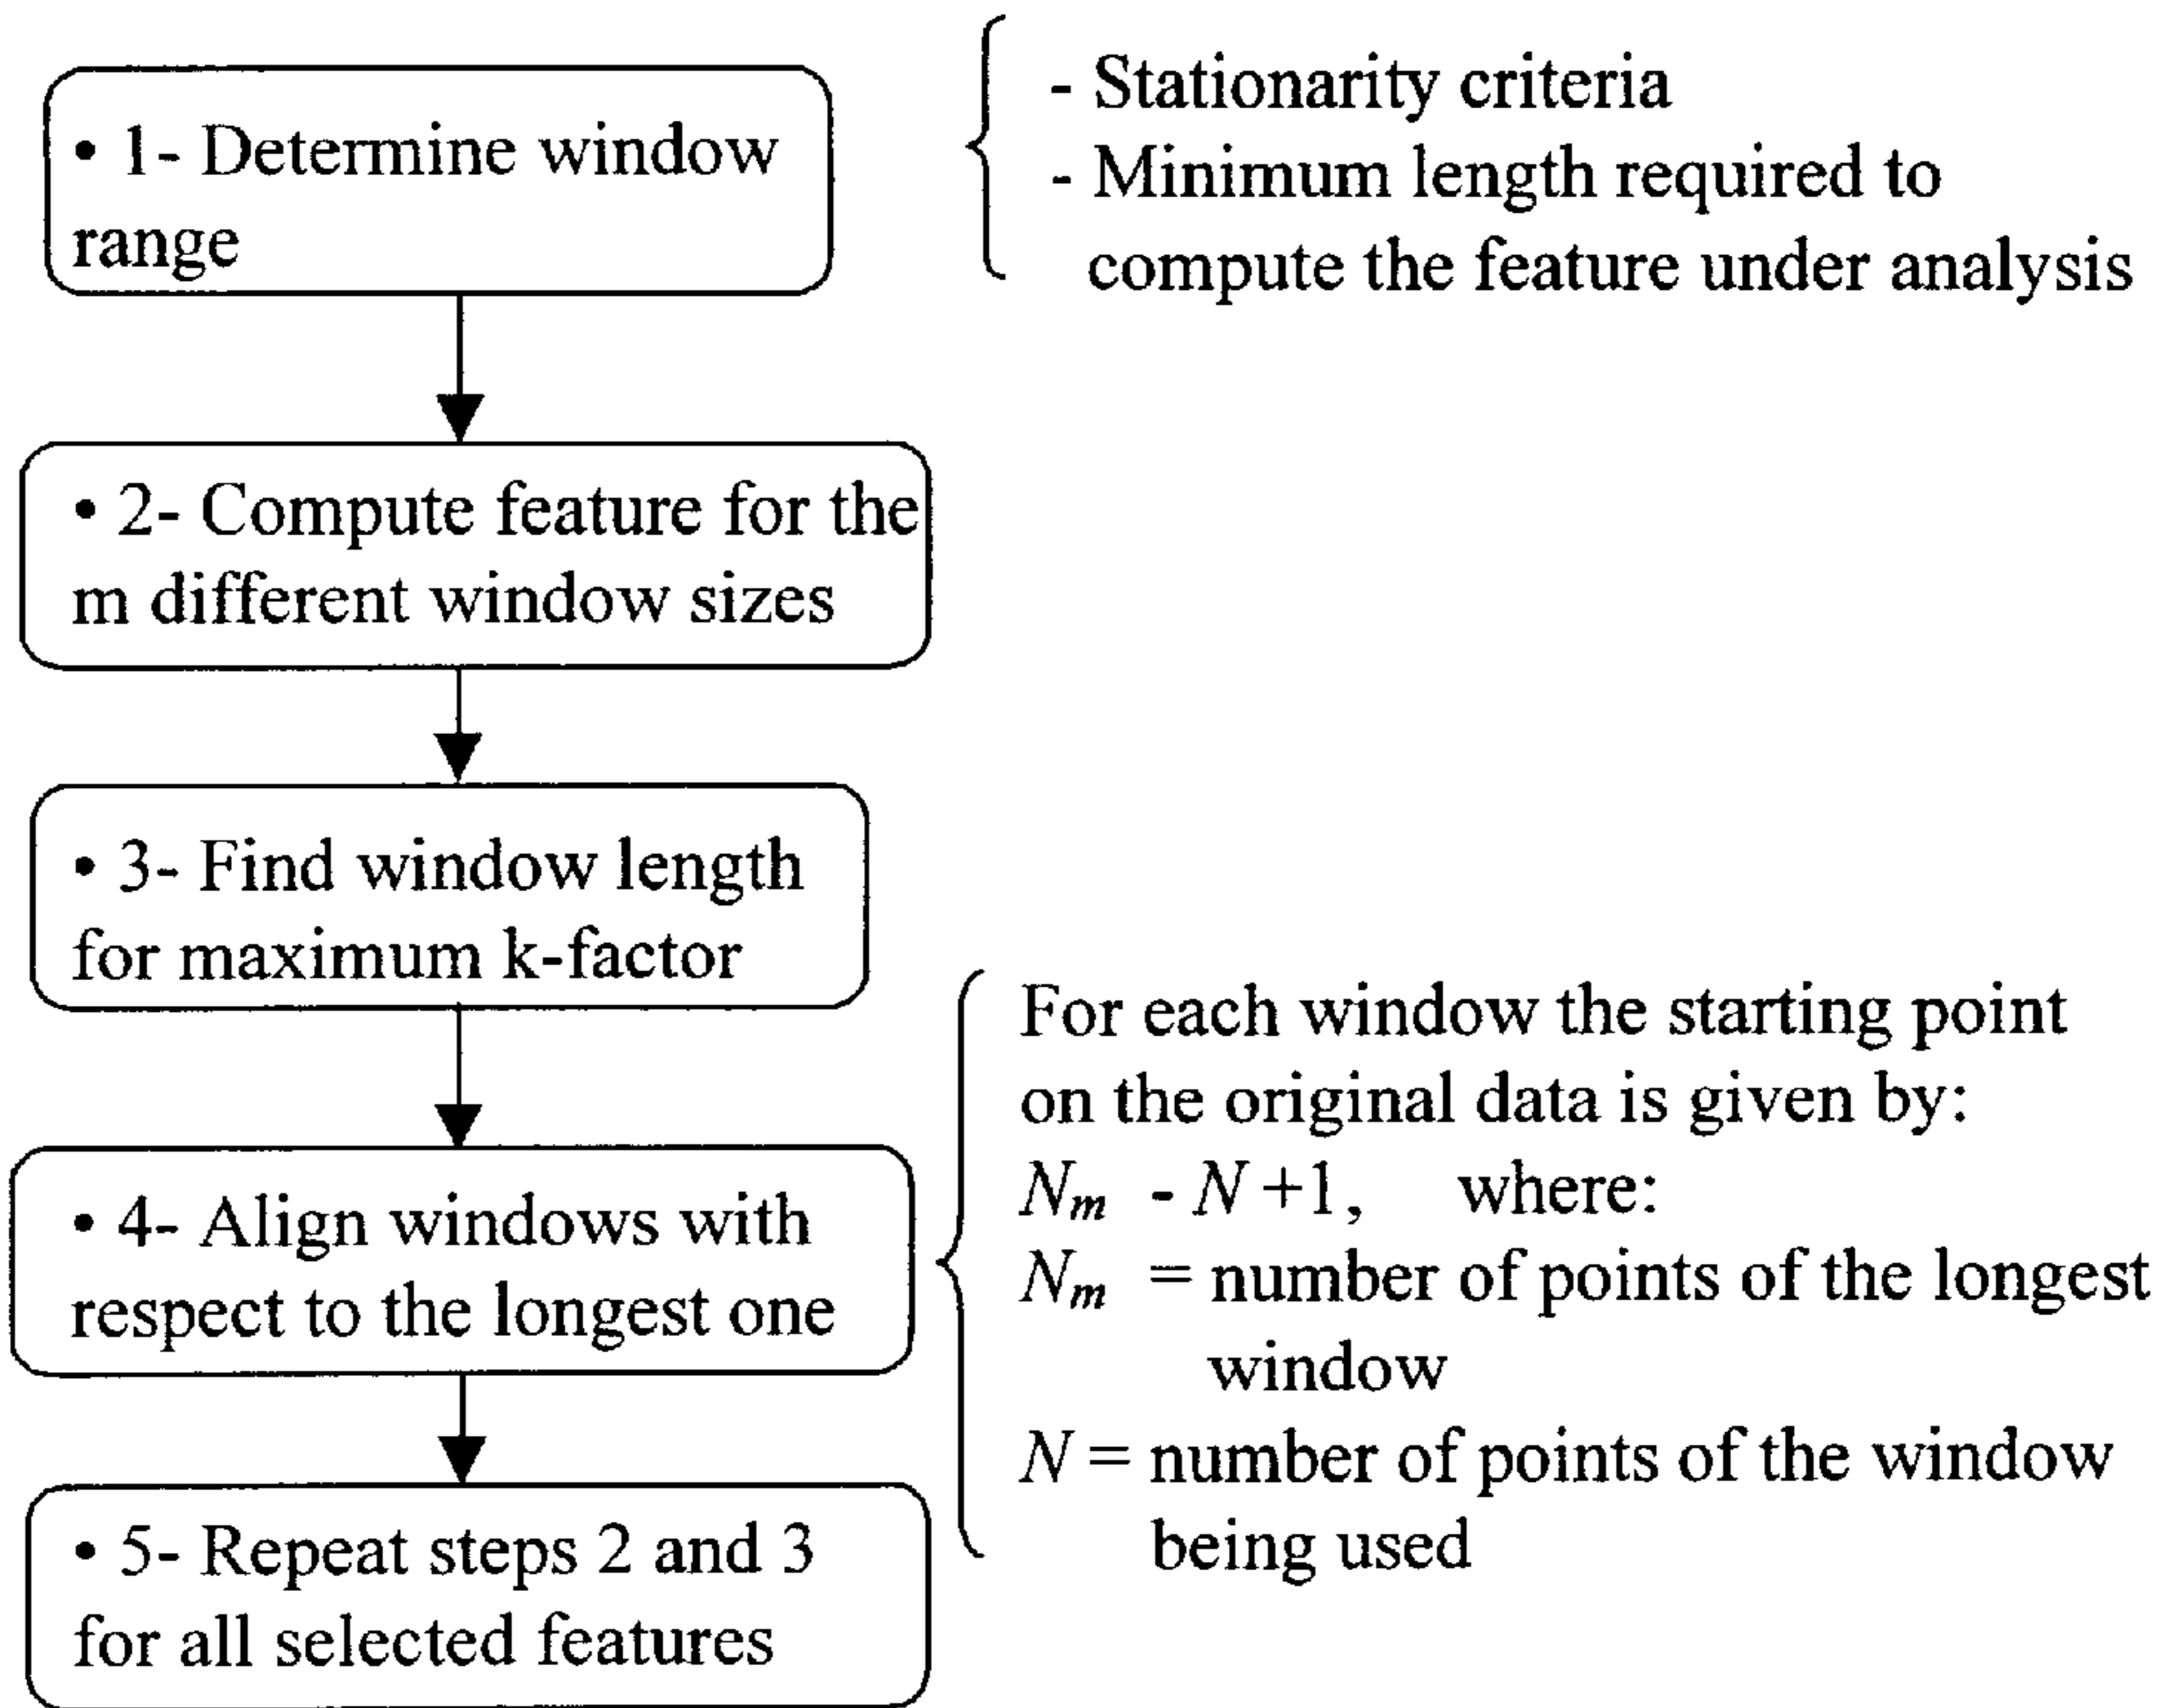 • 1- Determine window
range
- Stationarity criteria
- Minimum length required to
compute the feature under analysis
• 2- Compute feature for the
m different window sizes
• 3- Find window length
for maximum k-factor
• 4- Align windows with
respect to the longest one
For each window the starting point
on the original data is given by:
Nm - N +1, where:
Nm = number of points of the longest
window
N = number of points of the window
being used
• 5- Repeat steps 2 and 3
for all selected features